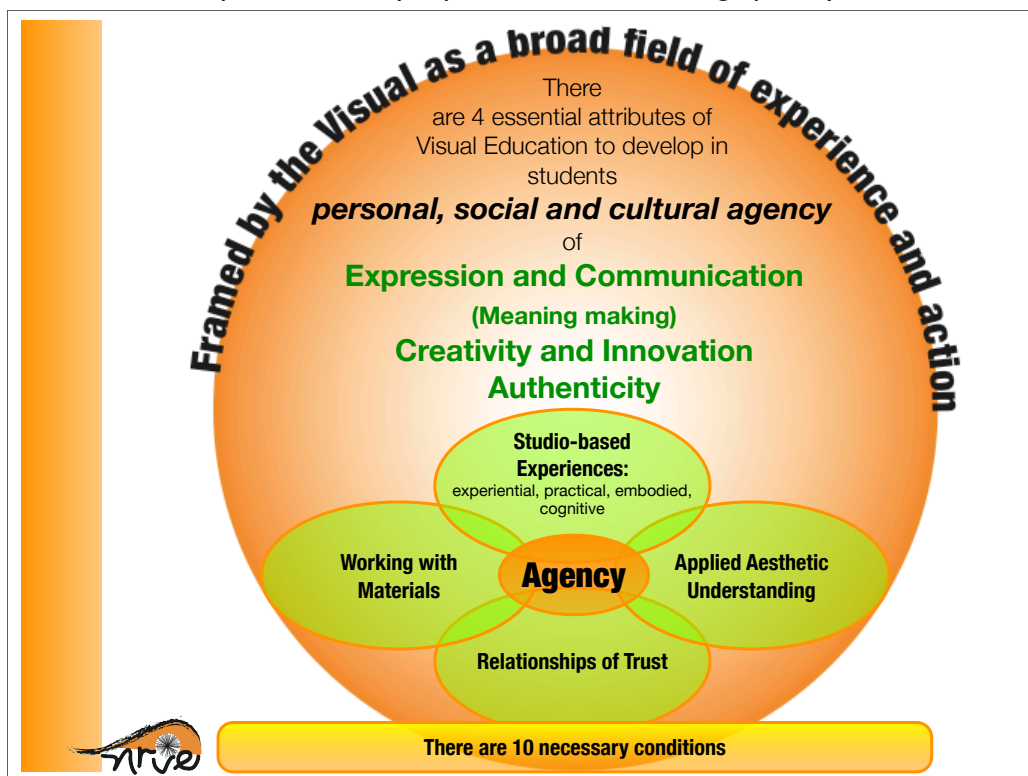 Framed by the Visual as a broad field of experience and action
There
are 4 essential attributes of
Visual Education to develop in
students
personal, social and cultural agency
of
Expression and Communication
(Meaning making)
Creativity and Innovation
Authenticity
Studio-based
Experiences:
experiential, practical, embodied,
cognitive
Working with
Materials
Agency
Applied Aesthetic
Understanding
Relationships of Trust
nrve
There are 10 necessary conditions